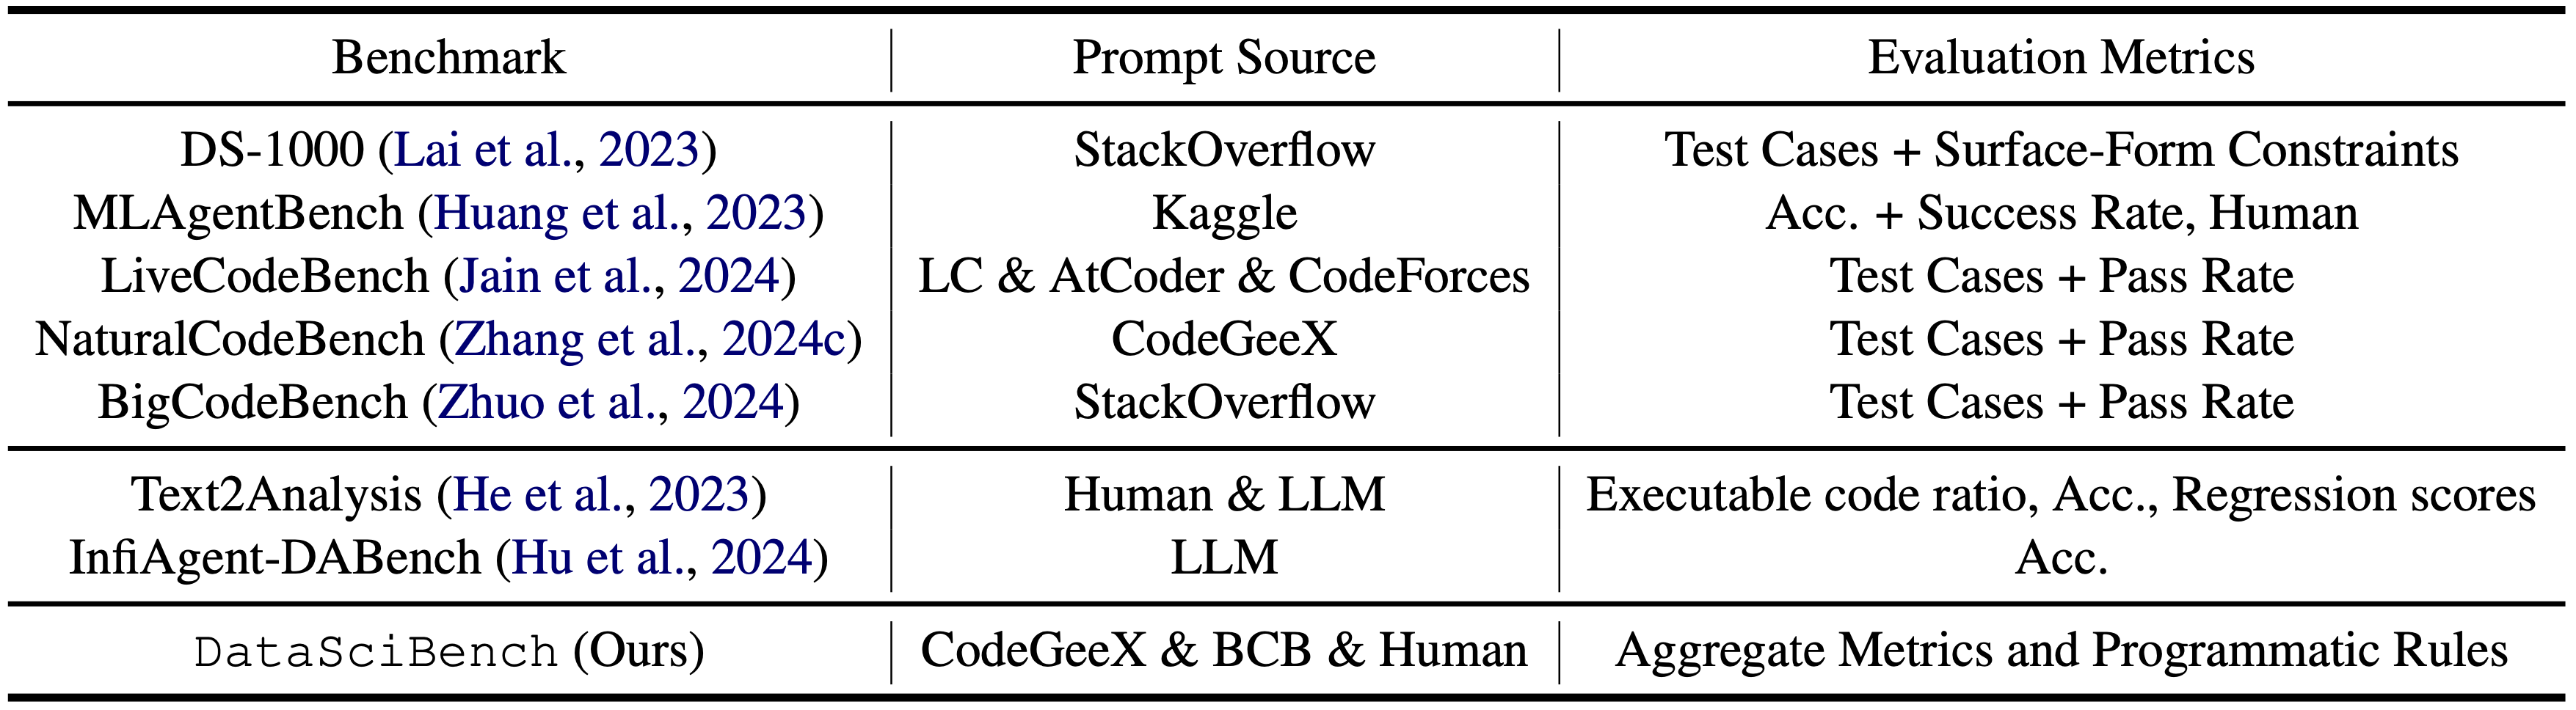 Benchmark Prompt Source Evaluation Metrics
DS-1000 (Lai et al., 2023) StackOverflow Test Cases + Surface-Form Constraints
MLAgentBench (Huang et al., 2023) Kaggle Acc. + Success Rate, Human
LiveCodeBench (Jain et al., 2024) LC & AtCoder & CodeForces Test Cases + Pass Rate
NaturalCodeBench (Zhang et al., 2024c) CodeGeeX Test Cases + Pass Rate
BigCodeBench (Zhuo et al., 2024) StackOverflow Test Cases + Pass Rate
Text2Analysis (He et al., 2023) Human & LLM Executable code ratio, Acc., Regression scores
InfiAgent-DABench (Hu et al., 2024) LLM Acc.
DataSciBench (Ours) CodeGeeX & BCB & Human Aggregate Metrics and Programmatic Rules